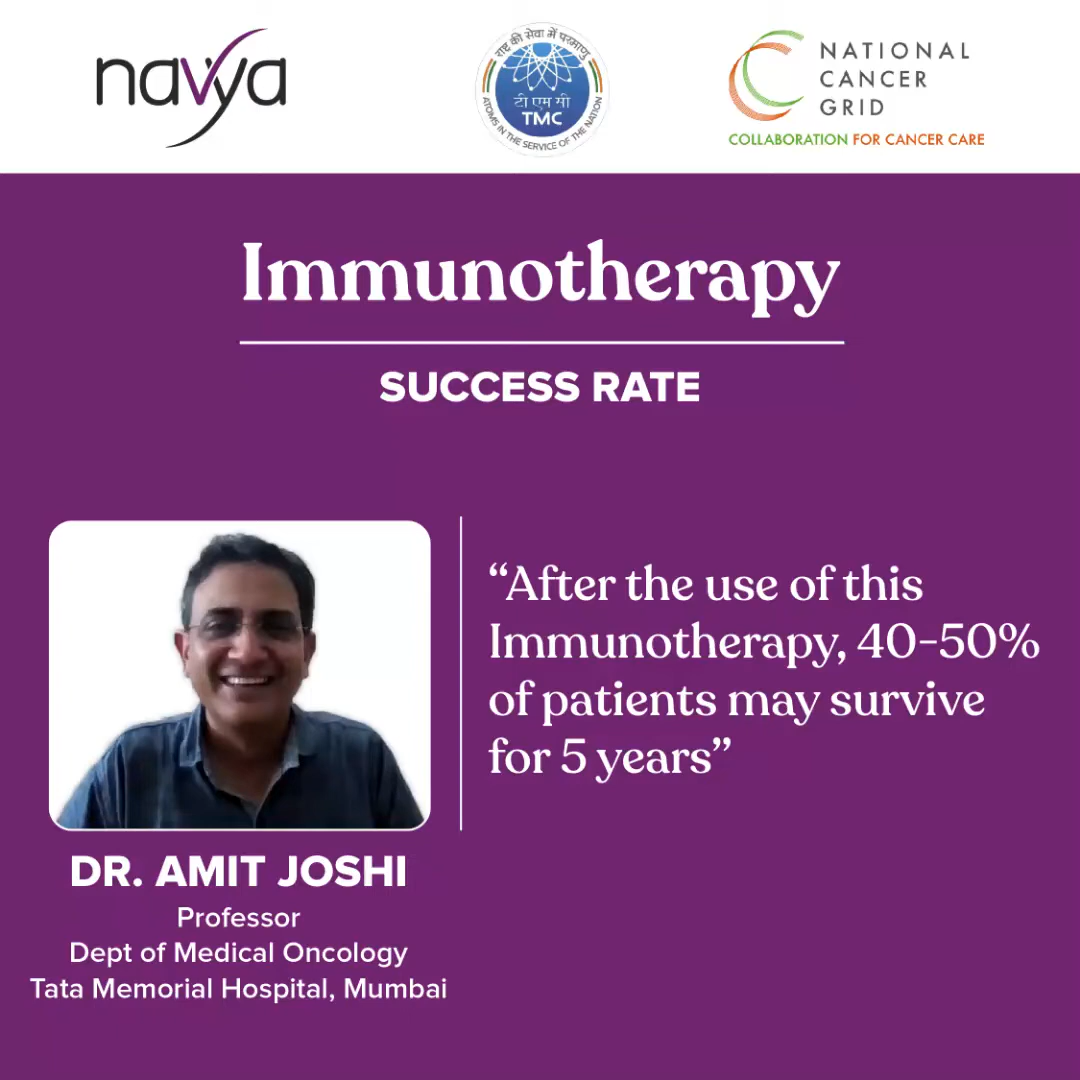 navya
राष्ट्र की सेवा में परमाणु
टी एम सी
TMC
ATOMS IN THE SERVICE OF THE NATION
NATIONAL
CANCER
GRID
COLLABORATION FOR CANCER CARE
Immunotherapy
SUCCESS RATE
“After the use of this
Immunotherapy, 40-50%
of patients may survive
for 5 years”
DR. AMIT JOSHI
Professor
Dept of Medical Oncology
Tata Memorial Hospital, Mumbai